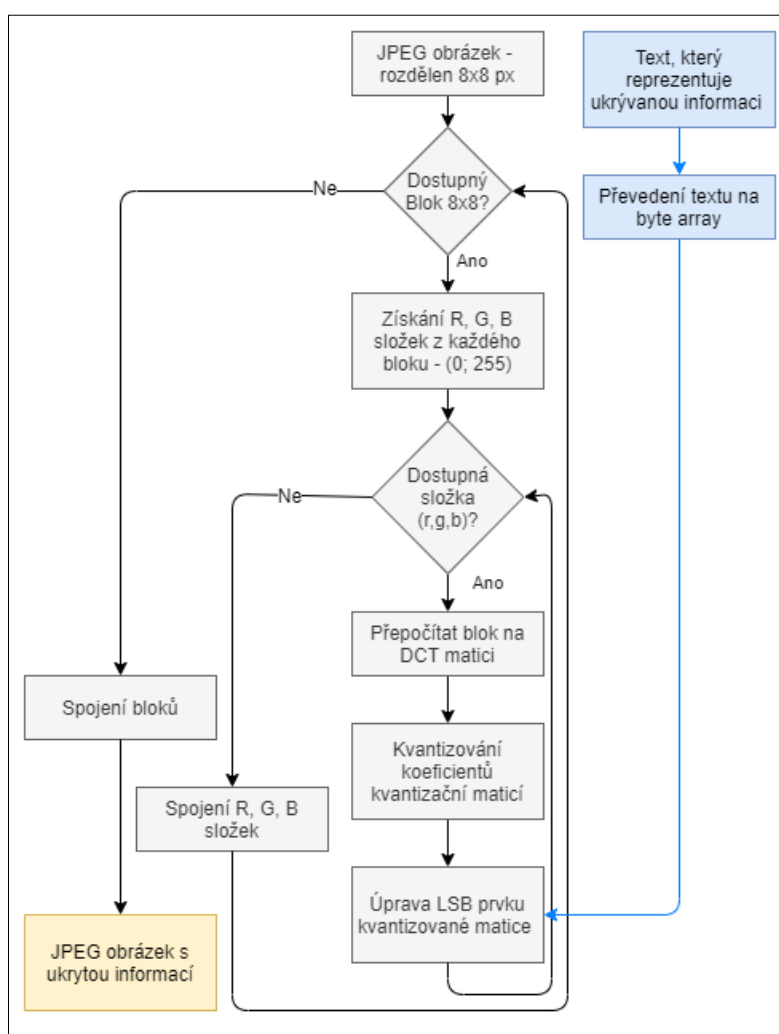 JPEG obrázek -
rozdělen 8x8 px
Text, který
reprezentuje
ukrývanou informaci
Dostupný
Blok 8x8?
Ne
Převedení textu na
byte array
Ano
Získání R, G, B
složek z každého
bloku - (0; 255)
Dostupná
složka
(r,g,b)?
Ne
Ano
Přepočítat blok na
DCT matici
Spojení bloků
Kvantizování
koeficientů
kvantizační maticí
Spojení R, G, B
složek
Úprava LSB prvku
kvantizované matice
JPEG obrázek s
ukrytou informací